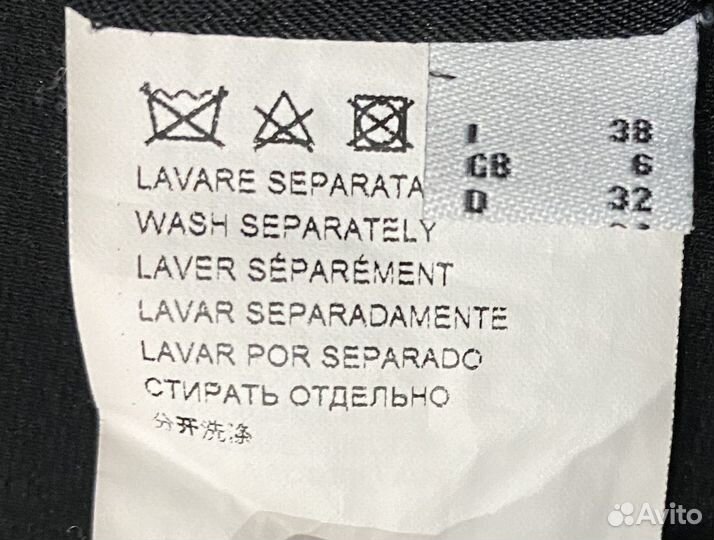 I 38
GB 6
D 32
LAVARE SEPARATA
WASH SEPARATELY
LAVER SÉPARÉMENT
LAVAR SEPARADAMENTE
LAVAR POR SEPARADO
СТИРАТЬ ОТДЕЛЬНО
分开洗涤
Avito